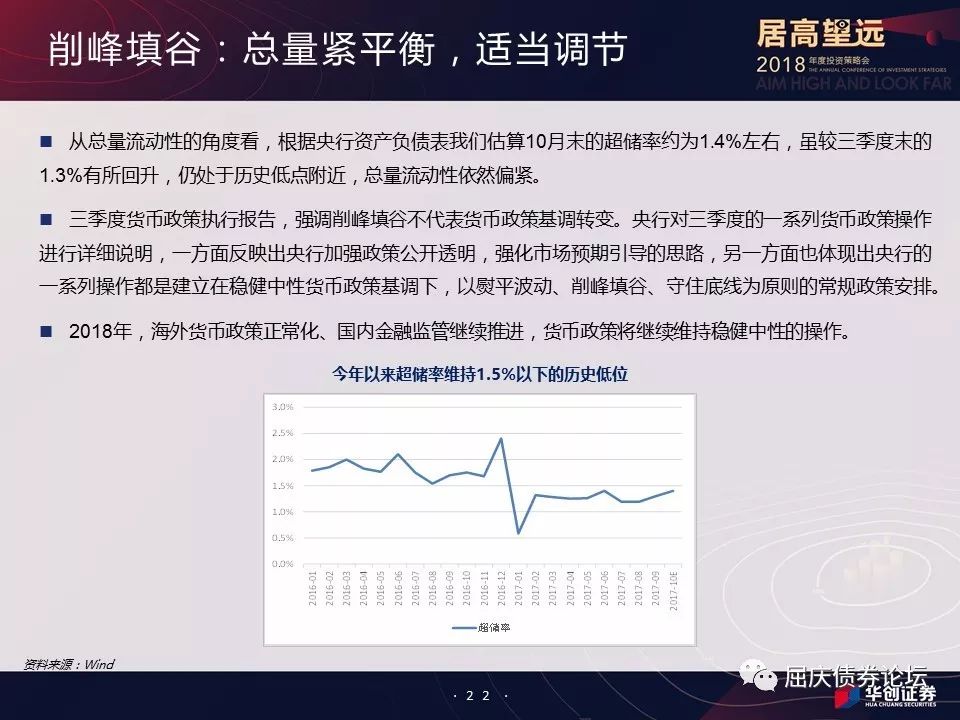 削峰填谷：总量紧平衡，适当调节
居高望远
2018 年度投资策略会
THE ANNUAL CONFERENCE OF INVESTMENT STRATEGIES
AIM HIGH AND LOOK FAR
■ 从总量流动性的角度看，根据央行资产负债表我们估算10月末的超储率约为1.4%左右，虽较三季度末的
1.3%有所回升，仍处于历史低点附近，总量流动性依然偏紧。
■ 三季度货币政策执行报告，强调削峰填谷不代表货币政策基调转变。央行对三季度的一系列货币政策操作
进行详细说明，一方面反映出央行加强政策公开透明，强化市场预期引导的思路，另一方面也体现出央行的
一系列操作都是建立在稳健中性货币政策基调下，以熨平波动、削峰填谷、守住底线为原则的常规政策安排。
■ 2018年，海外货币政策正常化、国内金融监管继续推进，货币政策将继续维持稳健中性的操作。
今年以来超储率维持1.5%以下的历史低位
3.0%
2.5%
2.0%
1.5%
1.0%
0.5%
0.0%
2016-01
2016-02
2016-03
2016-04
2016-05
2016-06
2016-07
2016-08
2016-09
2016-10
2016-11
2016-12
2017-01
2017-02
2017-03
2017-04
2017-05
2017-06
2017-07
2017-08
2017-09
2017-10E
超储率
资料来源：Wind
· 22 ·
屈庆债券论坛
华创证券
HUA CHUANG SECURITIES